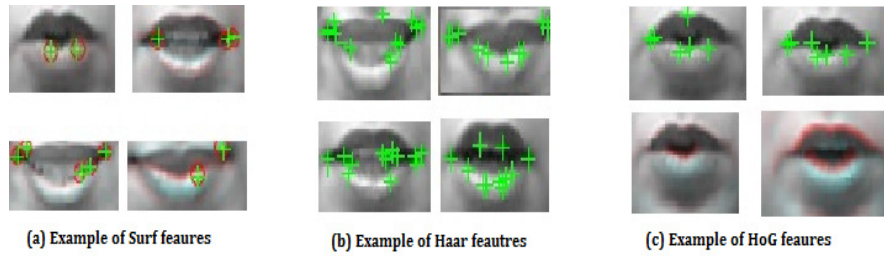 (a) Example of Surf feaures
(b) Example of Haar feautres
(c) Example of HoG feaures